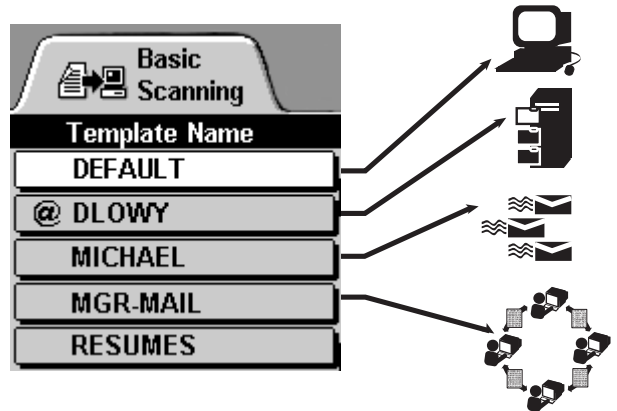 Basic
Scanning
Template Name
DEFAULT
@ DLOWY
MICHAEL
MGR-MAIL
RESUMES